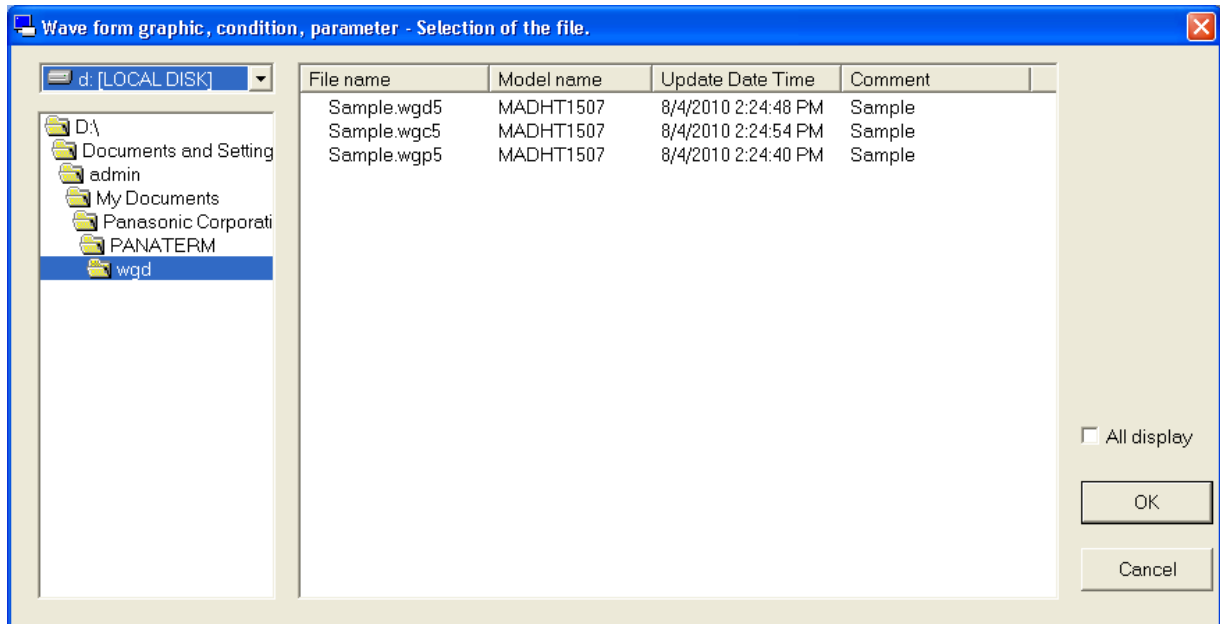 Wave form graphic, condition, parameter - Selection of the file.
d: [LOCAL DISK]
D:\
Documents and Setting
admin
My Documents
Panasonic Corporati
PANATERM
wgd
File name Model name Update Date Time Comment
Sample.wgd5 MADHT1507 8/4/2010 2:24:48 PM Sample
Sample.wgc5 MADHT1507 8/4/2010 2:24:54 PM Sample
Sample.wgp5 MADHT1507 8/4/2010 2:24:40 PM Sample
All display
OK
Cancel